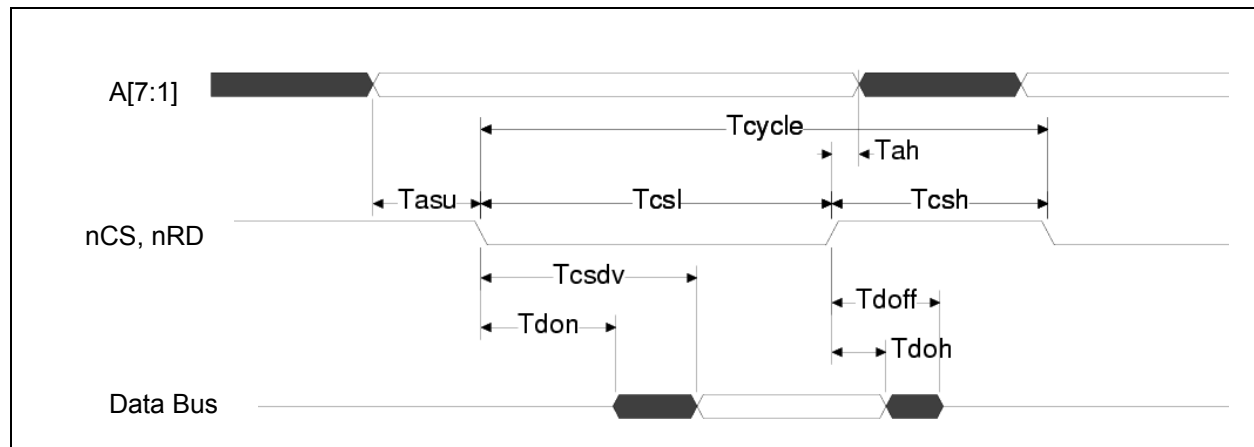 A[7:1]
Tcycle
Tah
Tasu
Tcsl
Tcsh
nCS, nRD
Tcsdv
Tdoff
Tdon
Tdoh
Data Bus